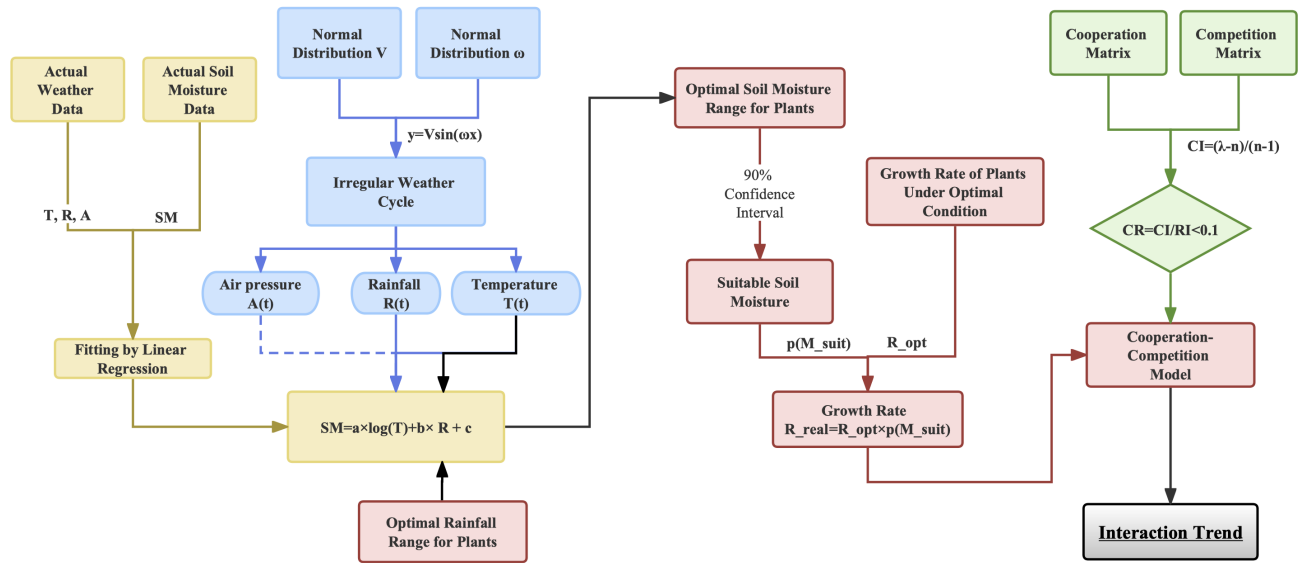 Actual
Weather
Data
Actual Soil
Moisture
Data
T, R, A
SM
Fitting by Linear
Regression
Normal
Distribution V
Normal
Distribution ω
y=Vsin(ωx)
Irregular Weather
Cycle
Air pressure
A(t)
Rainfall
R(t)
Temperature
T(t)
SM=a×log(T)+b× R + c
Optimal Rainfall
Range for Plants
Optimal Soil Moisture
Range for Plants
90%
Confidence
Interval
Growth Rate of Plants
Under Optimal
Condition
Suitable Soil
Moisture
p(M_suit)
R_opt
Growth Rate
R_real=R_opt×p(M_suit)
Cooperation
Matrix
Competition
Matrix
CI=(λ-n)/(n-1)
CR=CI/RI<0.1
Cooperation-
Competition
Model
Interaction Trend